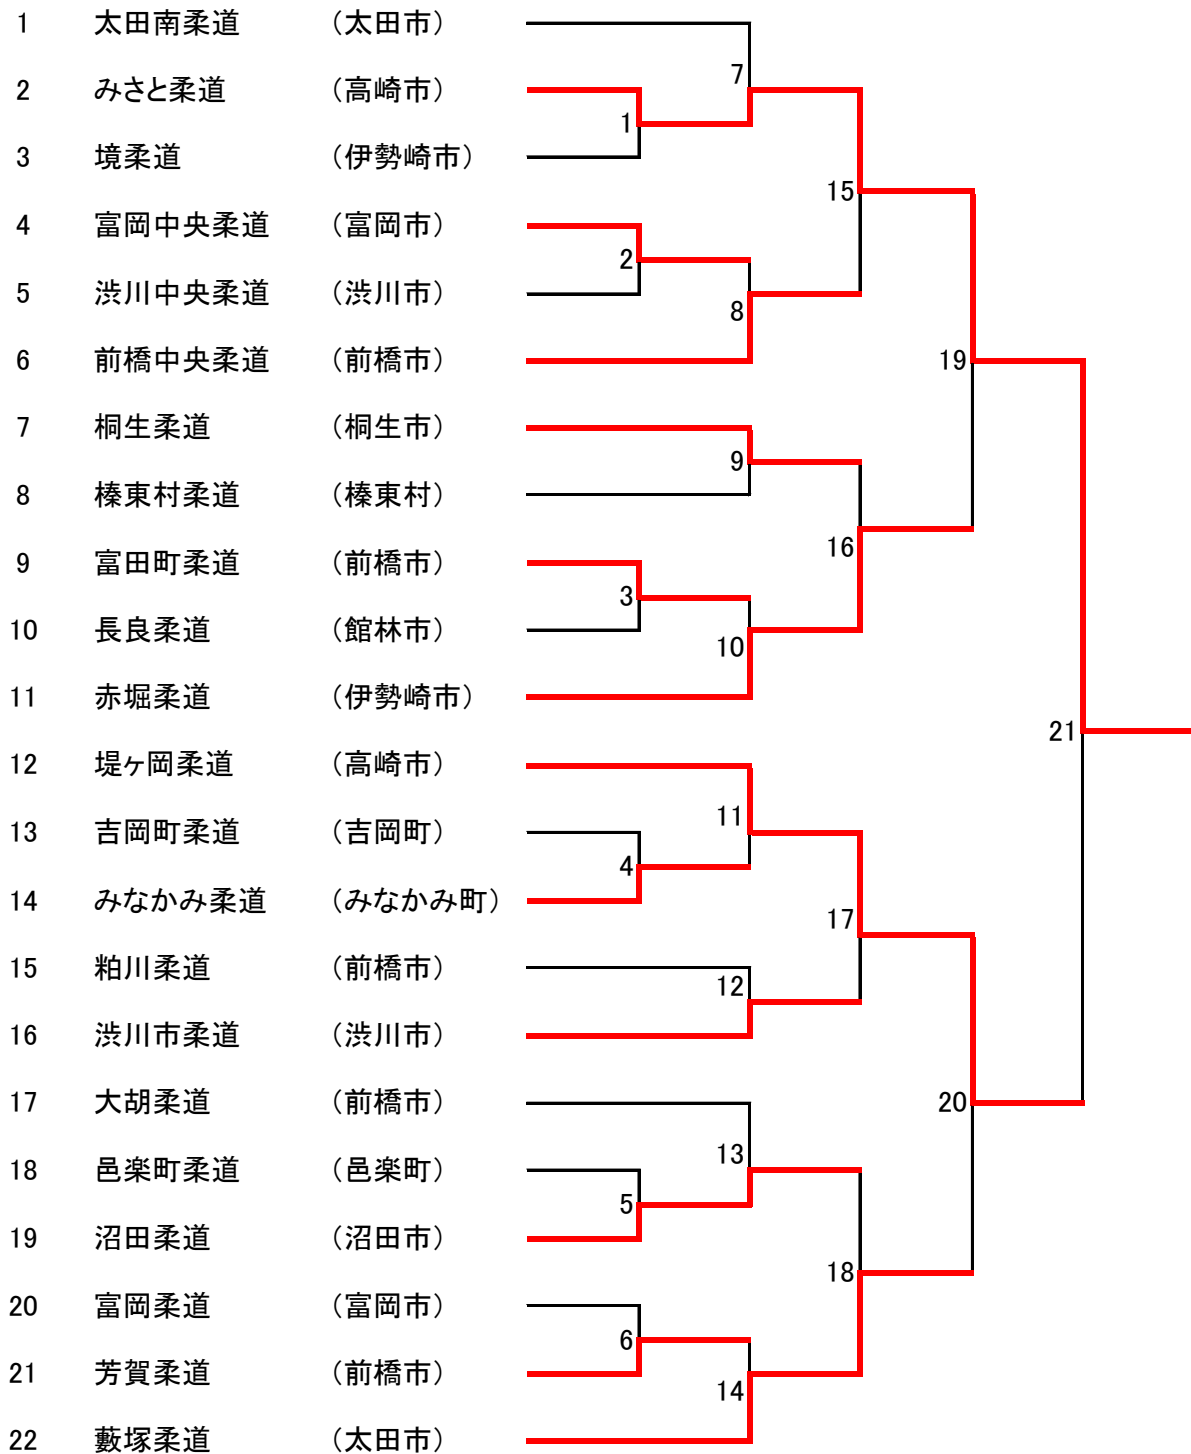 1 太田南柔道 （太田市）
7
2 みさと柔道 （高崎市）
1
3 境柔道 （伊勢崎市）
15
4 富岡中央柔道 （富岡市）
2
5 渋川中央柔道 （渋川市）
8
6 前橋中央柔道 （前橋市）
19
7 桐生柔道 （桐生市）
9
8 榛東村柔道 （榛東村）
16
9 富田町柔道 （前橋市）
3
10 長良柔道 （館林市）
10
11 赤堀柔道 （伊勢崎市）
21
12 堤ヶ岡柔道 （高崎市）
11
13 吉岡町柔道 （吉岡町）
4
14 みなかみ柔道 （みなかみ町）
17
15 粕川柔道 （前橋市）
12
16 渋川市柔道 （渋川市）
17 大胡柔道 （前橋市）
20
13
18 邑楽町柔道 （邑楽町）
5
19 沼田柔道 （沼田市）
18
20 富岡柔道 （富岡市）
6
21 芳賀柔道 （前橋市）
14
22 藪塚柔道 （太田市）